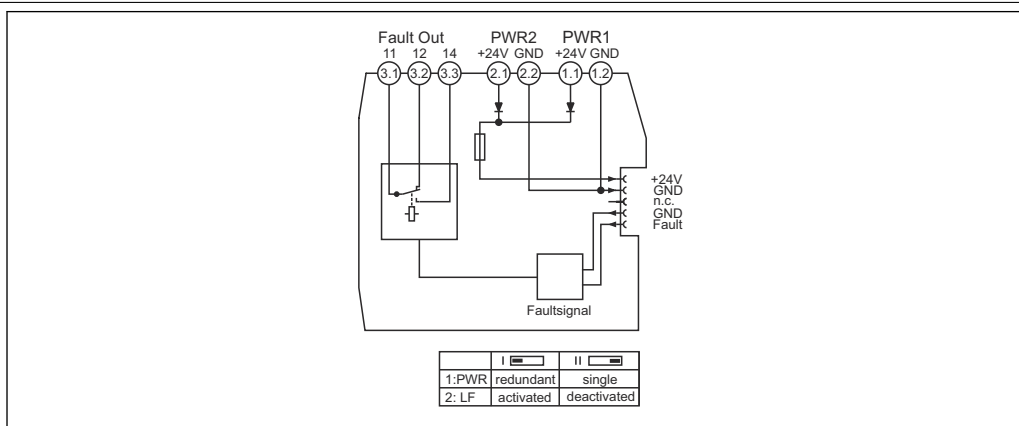 Fault Out PWR2 PWR1
11 12 14 +24V GND +24V GND
3.1 3.2 3.3 2.1 2.2 1.1 1.2
+24V
GND
n.c.
GND
Fault
Faultsignal
I II
1:PWR redundant single
2: LF activated deactivated